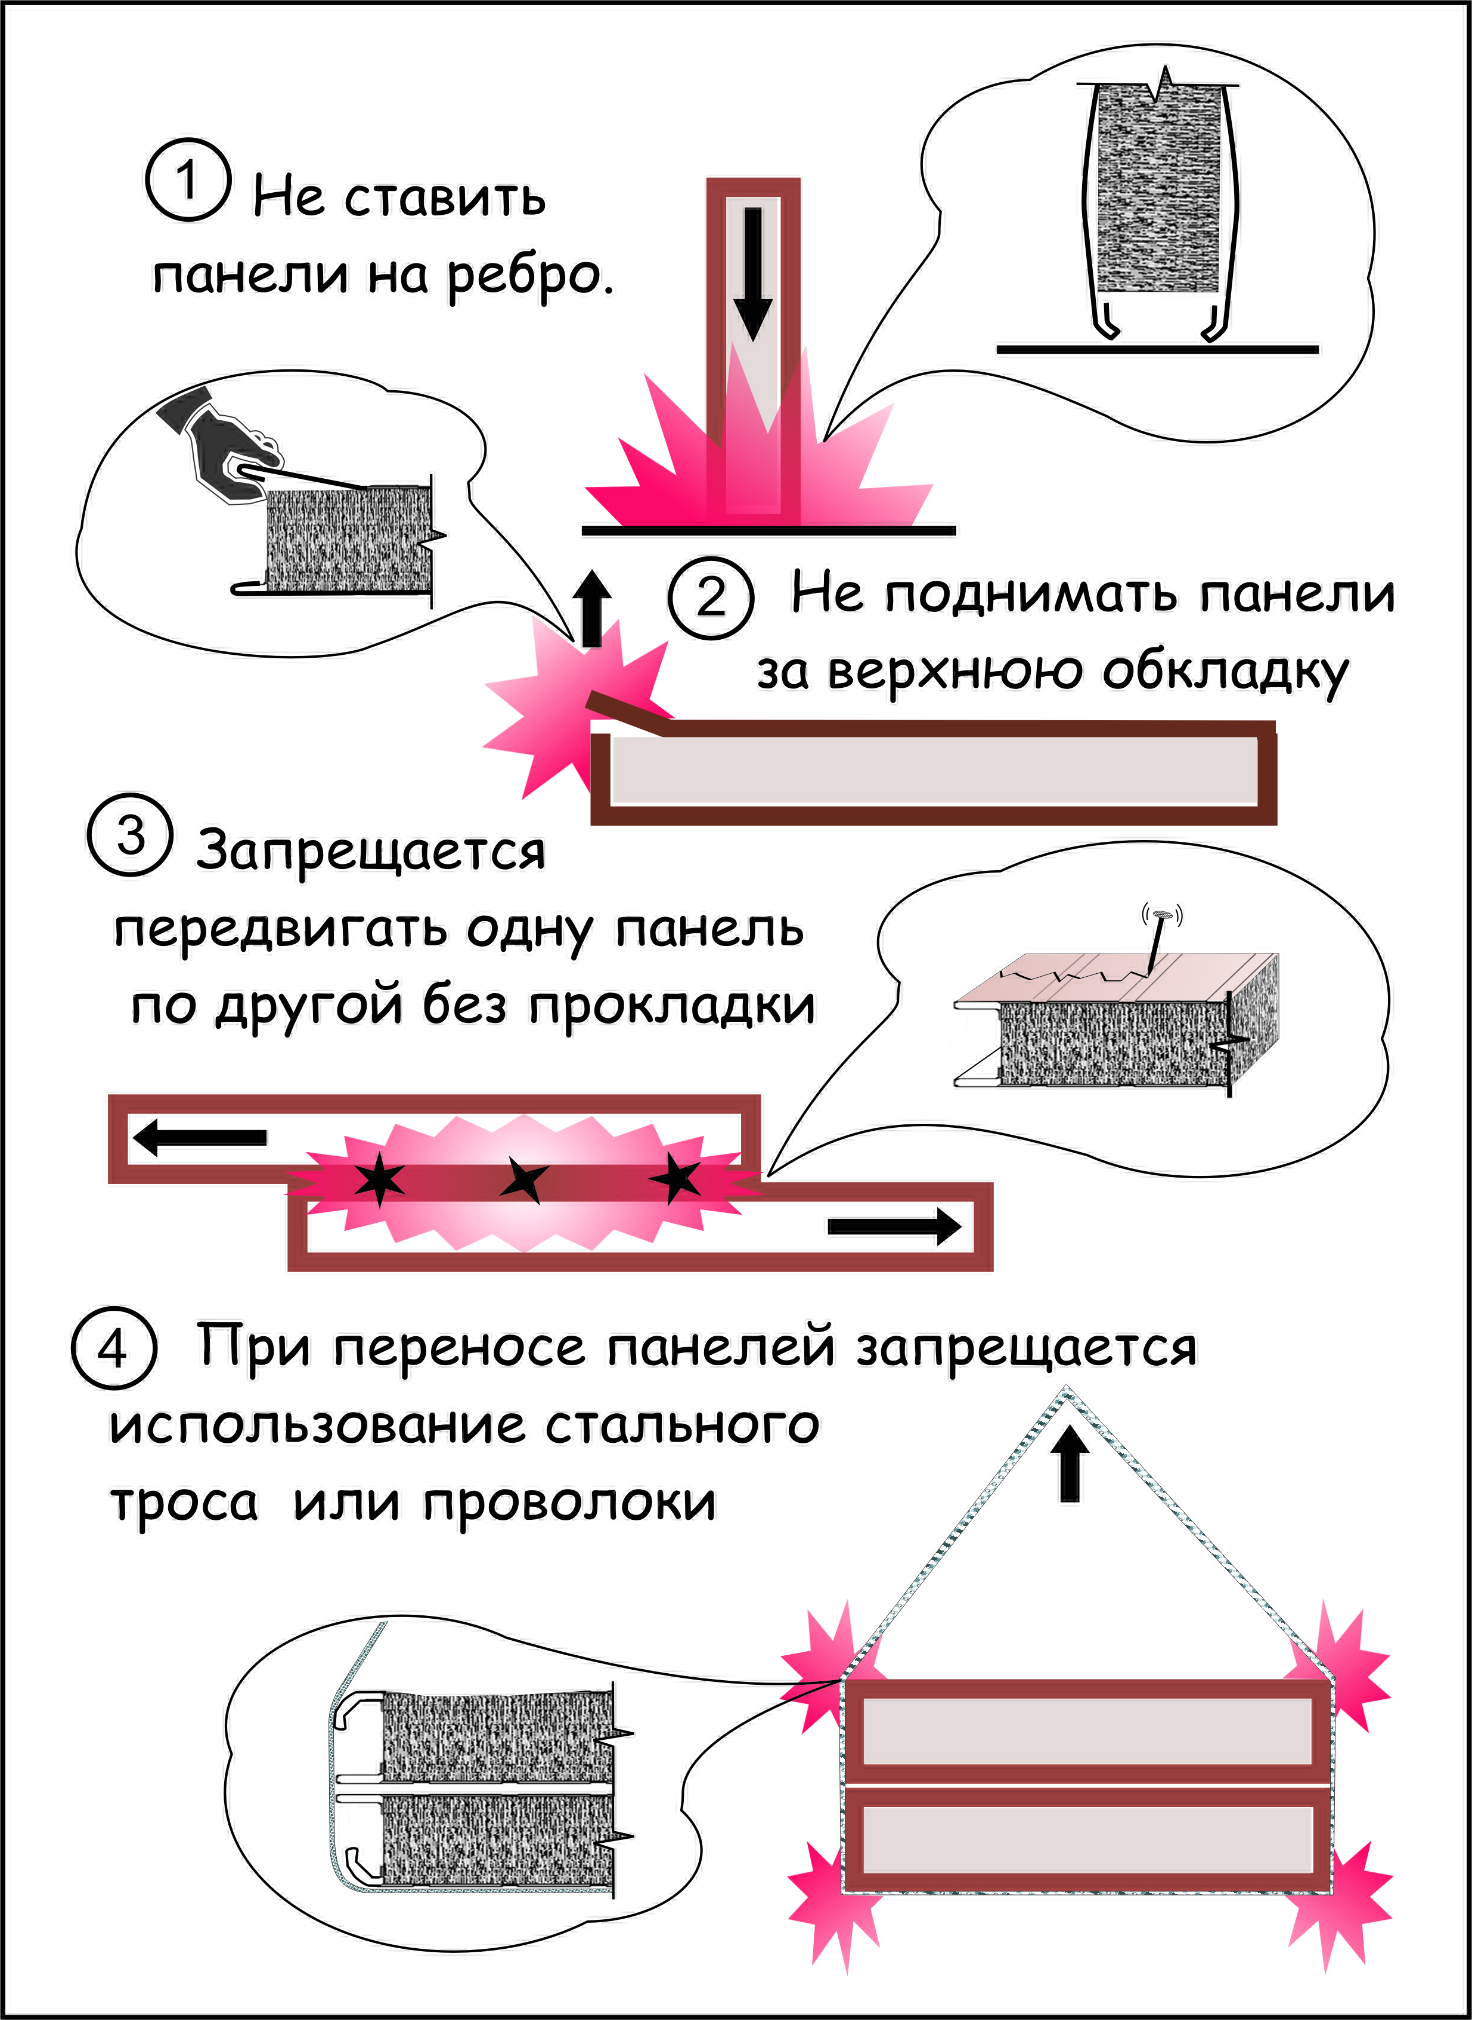 1 Не ставить
панели на ребро.
2 Не поднимать панели
за верхнюю обкладку
3 Запрещается
передвигать одну панель
по другой без прокладки
4 При переносе панелей запрещается
использование стального
троса или проволоки